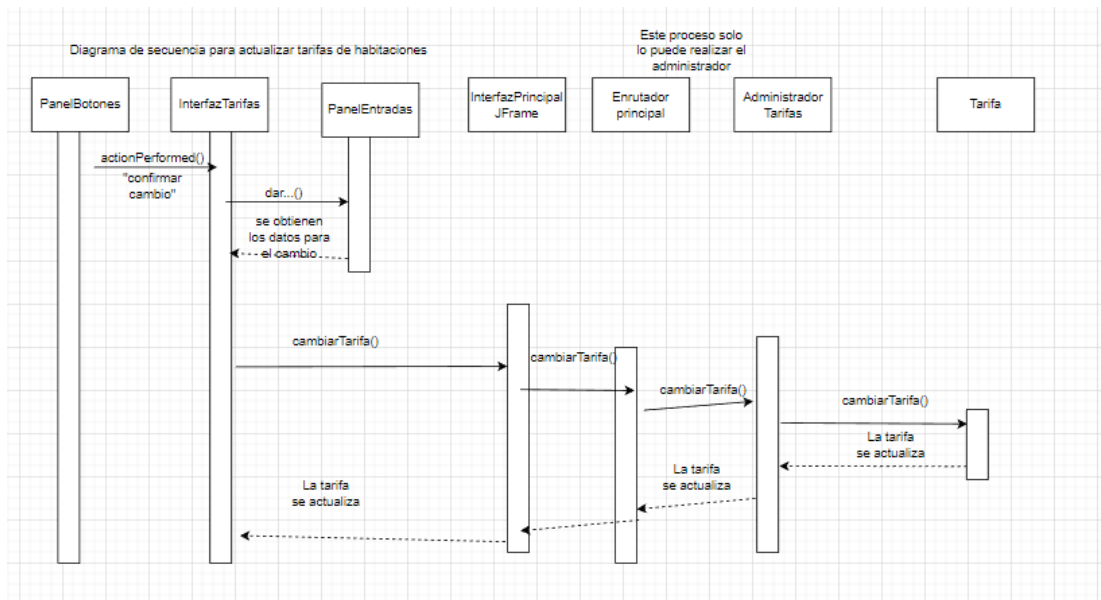 Diagrama de secuencia para actualizar tarifas de habitaciones
Este proceso solo
lo puede realizar el
administrador
PanelBotones
InterfazTarifas
PanelEntradas
InterfazPrincipal
JFrame
Enrutador
principal
Administrador
Tarifas
Tarifa
actionPerformed()
"confirmar
cambio"
dar...()
se obtienen
los datos para
el cambio
cambiarTarifa()
cambiarTarifa()
cambiarTarifa()
cambiarTarifa()
La tarifa
se actualiza
La tarifa
se actualiza
La tarifa
se actualiza